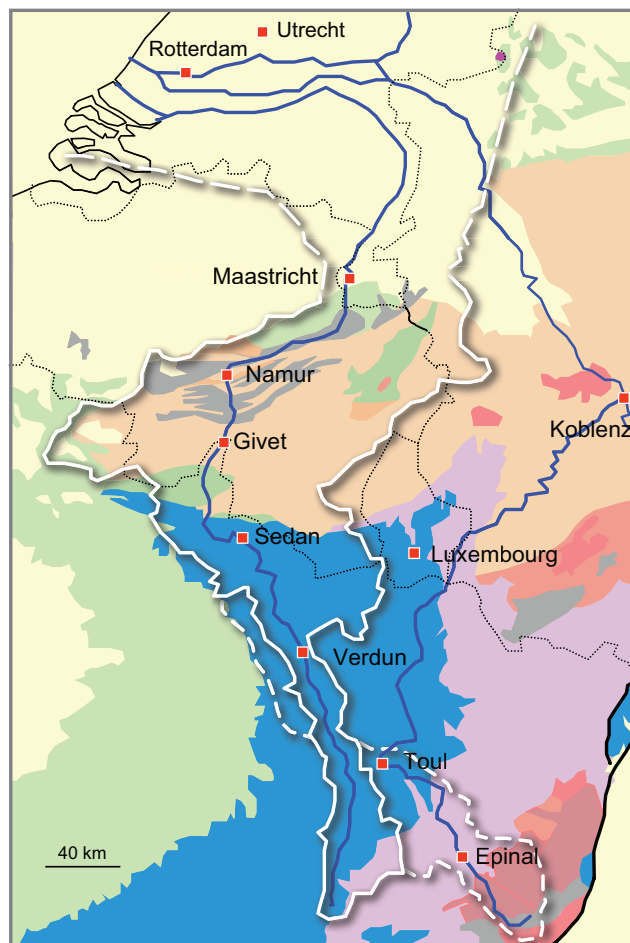 Utrecht
Rotterdam
Maastricht
Namur
Koblenz
Givet
Sedan
Luxembourg
Verdun
Toul
Epinal
40 km